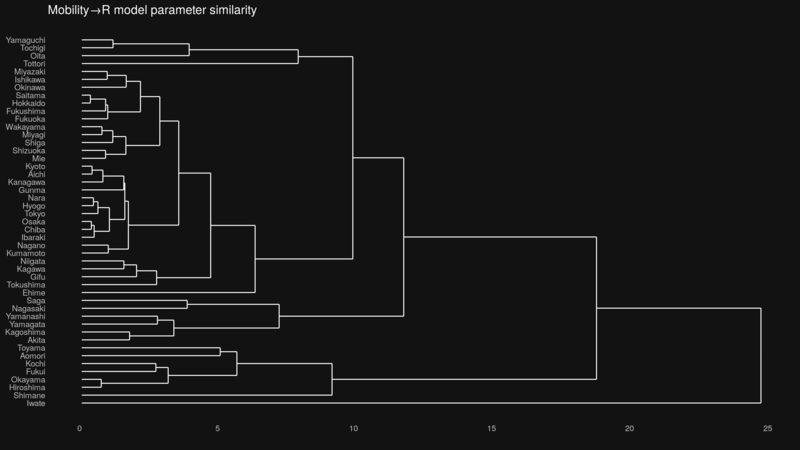 Mobility→R model parameter similarity
Yamaguchi
Tochigi
Oita
Tottori
Miyazaki
Ishikawa
Okinawa
Saitama
Hokkaido
Fukushima
Fukuoka
Wakayama
Miyagi
Shiga
Shizuoka
Mie
Kyoto
Aichi
Kanagawa
Gunma
Nara
Hyogo
Tokyo
Osaka
Chiba
Ibaraki
Nagano
Kumamoto
Niigata
Kagawa
Gifu
Tokushima
Ehime
Saga
Nagasaki
Yamanashi
Yamagata
Kagoshima
Akita
Toyama
Aomori
Kochi
Fukui
Okayama
Hiroshima
Shimane
Iwate
0 5 10 15 20 25